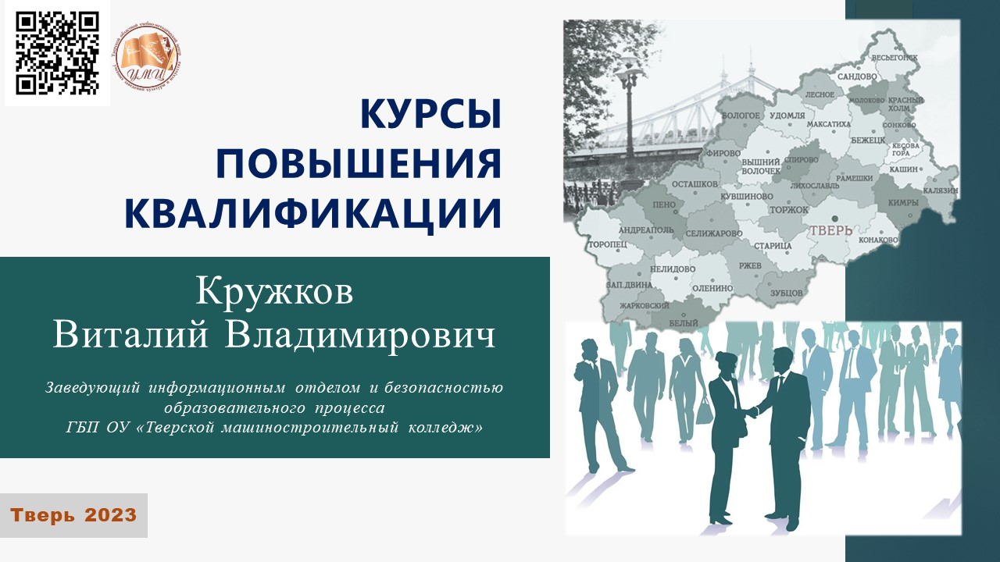 УМЦ
КУРСЫ
ПОВЫШЕНИЯ
КВАЛИФИКАЦИИ
Кружков
Виталий Владимирович
Заведующий информационным отделом и безопасностью
образовательного процесса
ГБП ОУ «Тверской машиностроительный колледж»
Тверь 2023
ВЕСЬЕГОНСК
САНДОВО
ЛЕСНОЕ
МОЛОКОВО
КРАСНЫЙ
ХОЛМ
БОЛОГОЕ
УДОМЛЯ
МАКСАТИХА
СОНКОВО
БЕЖЕЦК
КЕСОВА
ГОРА
ФИРОВО
ВЫШНИЙ
ВОЛОЧЕК
СПИРОВО
КАШИН
РАМЕШКИ
ОСТАШКОВ
ЛИХОСЛАВЛЬ
КАЛЯЗИН
КУВШИНОВО
ПЕНО
ТОРЖОК
КИМРЫ
АНДРЕАПОЛЬ
СЕЛИЖАРОВО
ТВЕРЬ
ТОРОПЕЦ
СТАРИЦА
КОНАКОВО
НЕЛИДОВО
РЖЕВ
ЗАП.ДВИНА
ОЛЕНИНО
ЗУБЦОВ
ЖАРКОВСКИЙ
БЕЛЫЙ